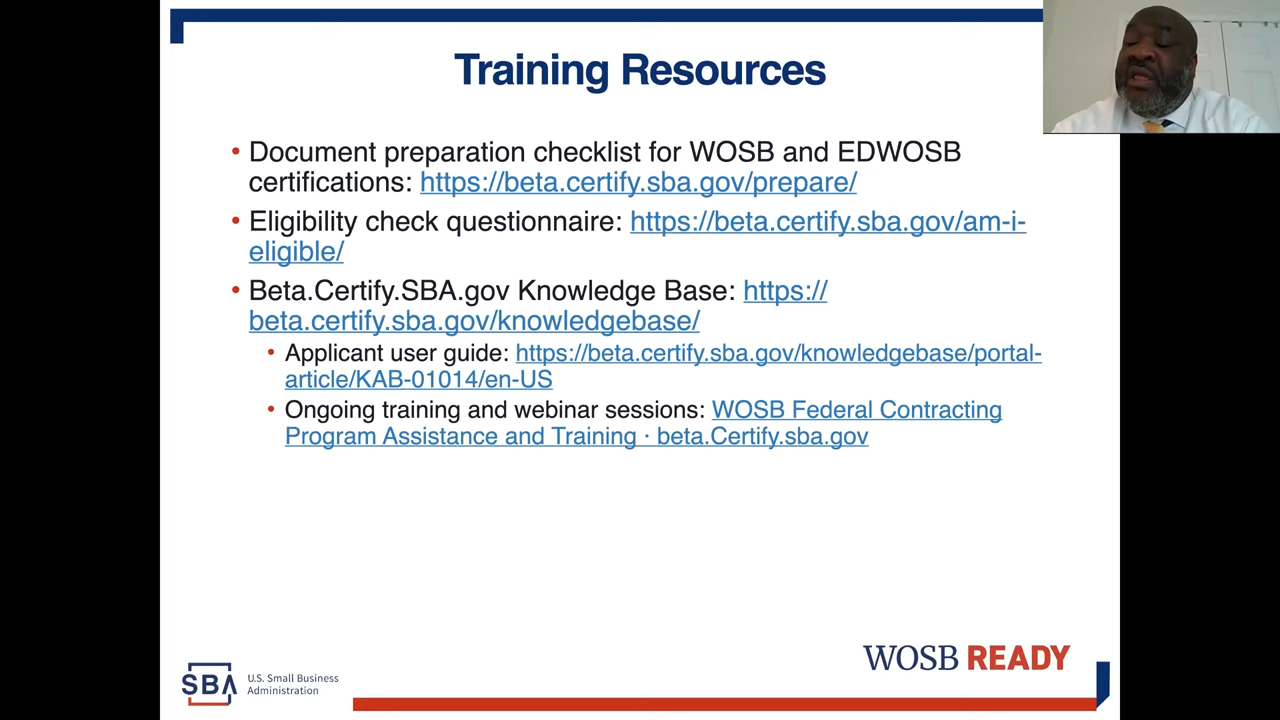 Training Resources
• Document preparation checklist for WOSB and EDWOSB
certifications: https://beta.certify.sba.gov/prepare/
• Eligibility check questionnaire: https://beta.certify.sba.gov/am-i-
eligible/
• Beta.Certify.SBA.gov Knowledge Base: https://
beta.certify.sba.gov/knowledgebase/
• Applicant user guide: https://beta.certify.sba.gov/knowledgebase/portal-
article/KAB-01014/en-US
• Ongoing training and webinar sessions: WOSB Federal Contracting
Program Assistance and Training · beta.Certify.sba.gov
WOSB READY
SBA
U.S. Small Business
Administration